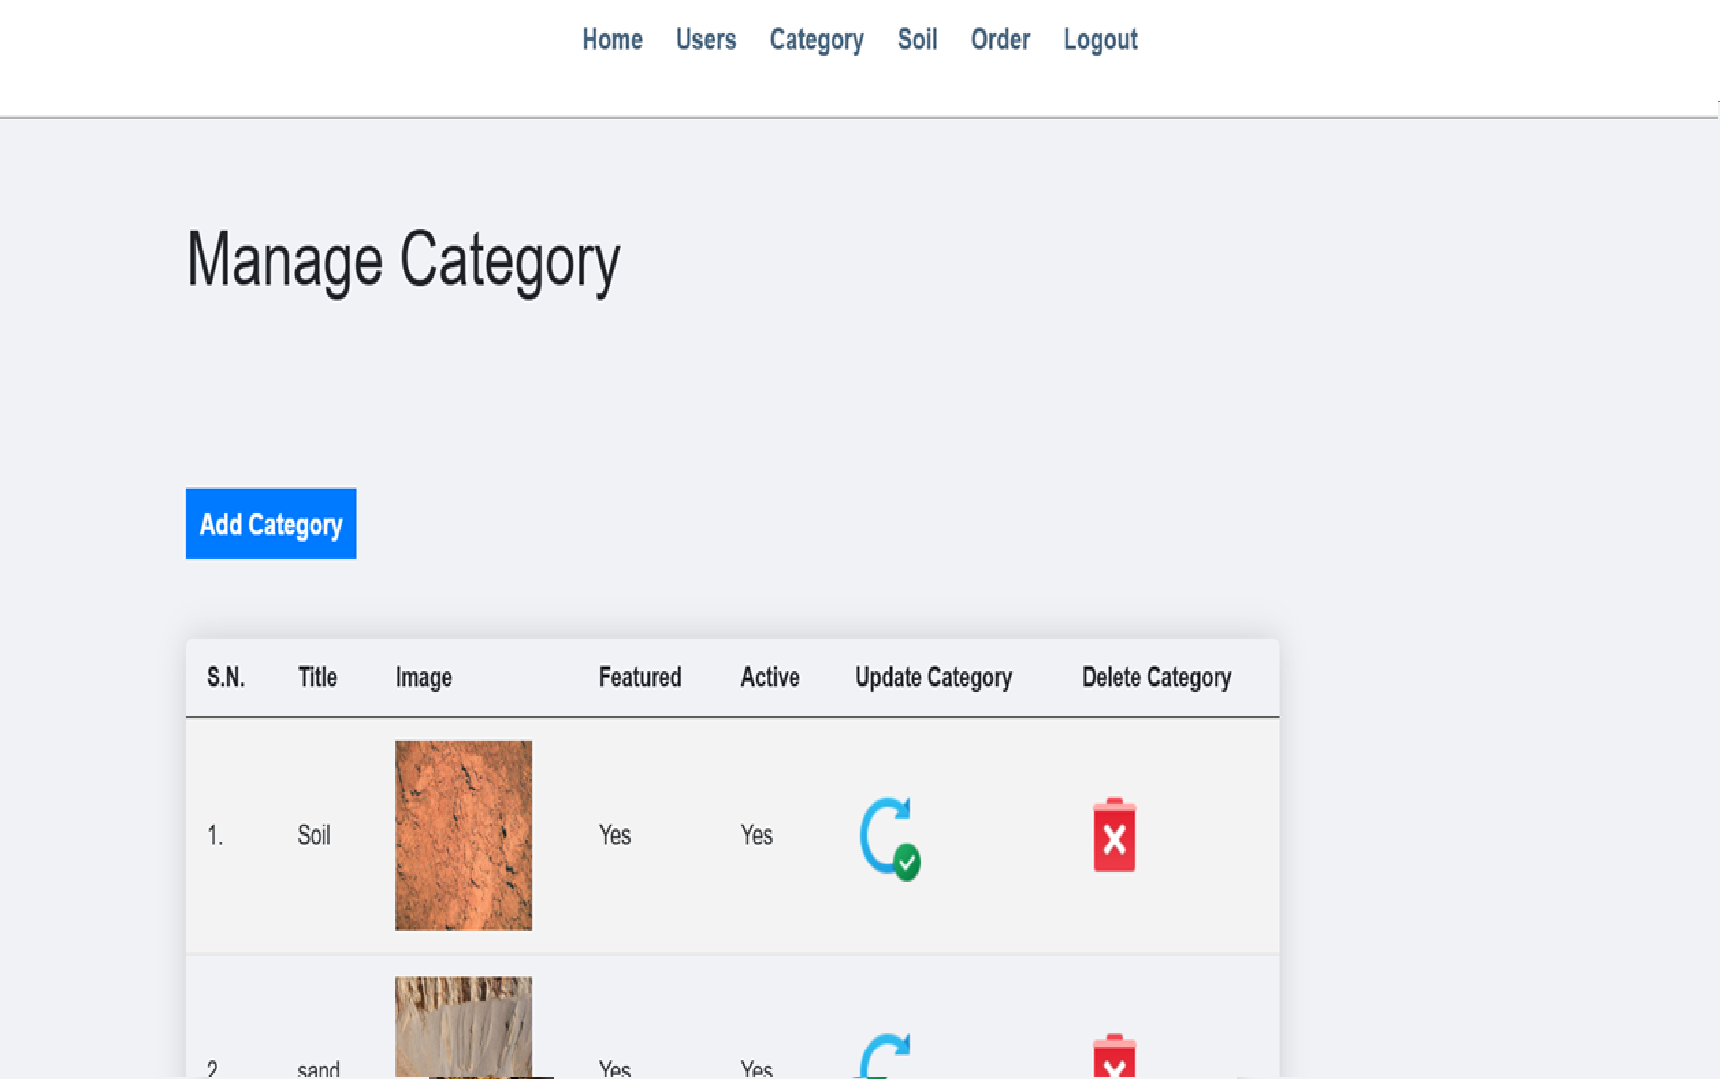 Home Users Category Soil Order Logout
Manage Category
Add Category
S.N. Title Image Featured Active Update Category Delete Category
1. Soil Yes Yes
2 sand Yes Yes